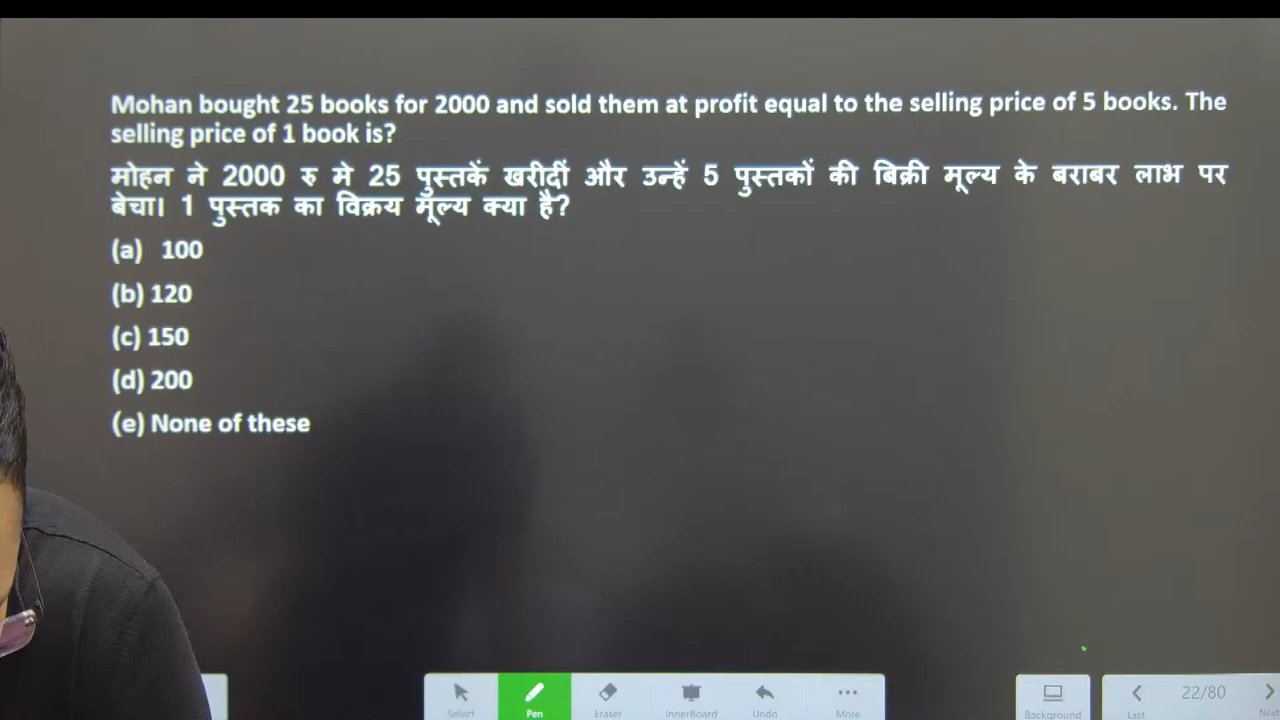 Mohan bought 25 books for 2000 and sold them at profit equal to the selling price of 5 books. The
selling price of 1 book is?
मोहन ने 2000 रु मे 25 पुस्तकें खरीदीं और उन्हें 5 पुस्तकों की बिक्री मूल्य के बराबर लाभ पर
बेचा। 1 पुस्तक का विक्रय मूल्य क्या है?
(a) 100
(b) 120
(c) 150
(d) 200
(e) None of these
Select Pen Eraser InnerBoard Undo More Background Last 22/80 Next